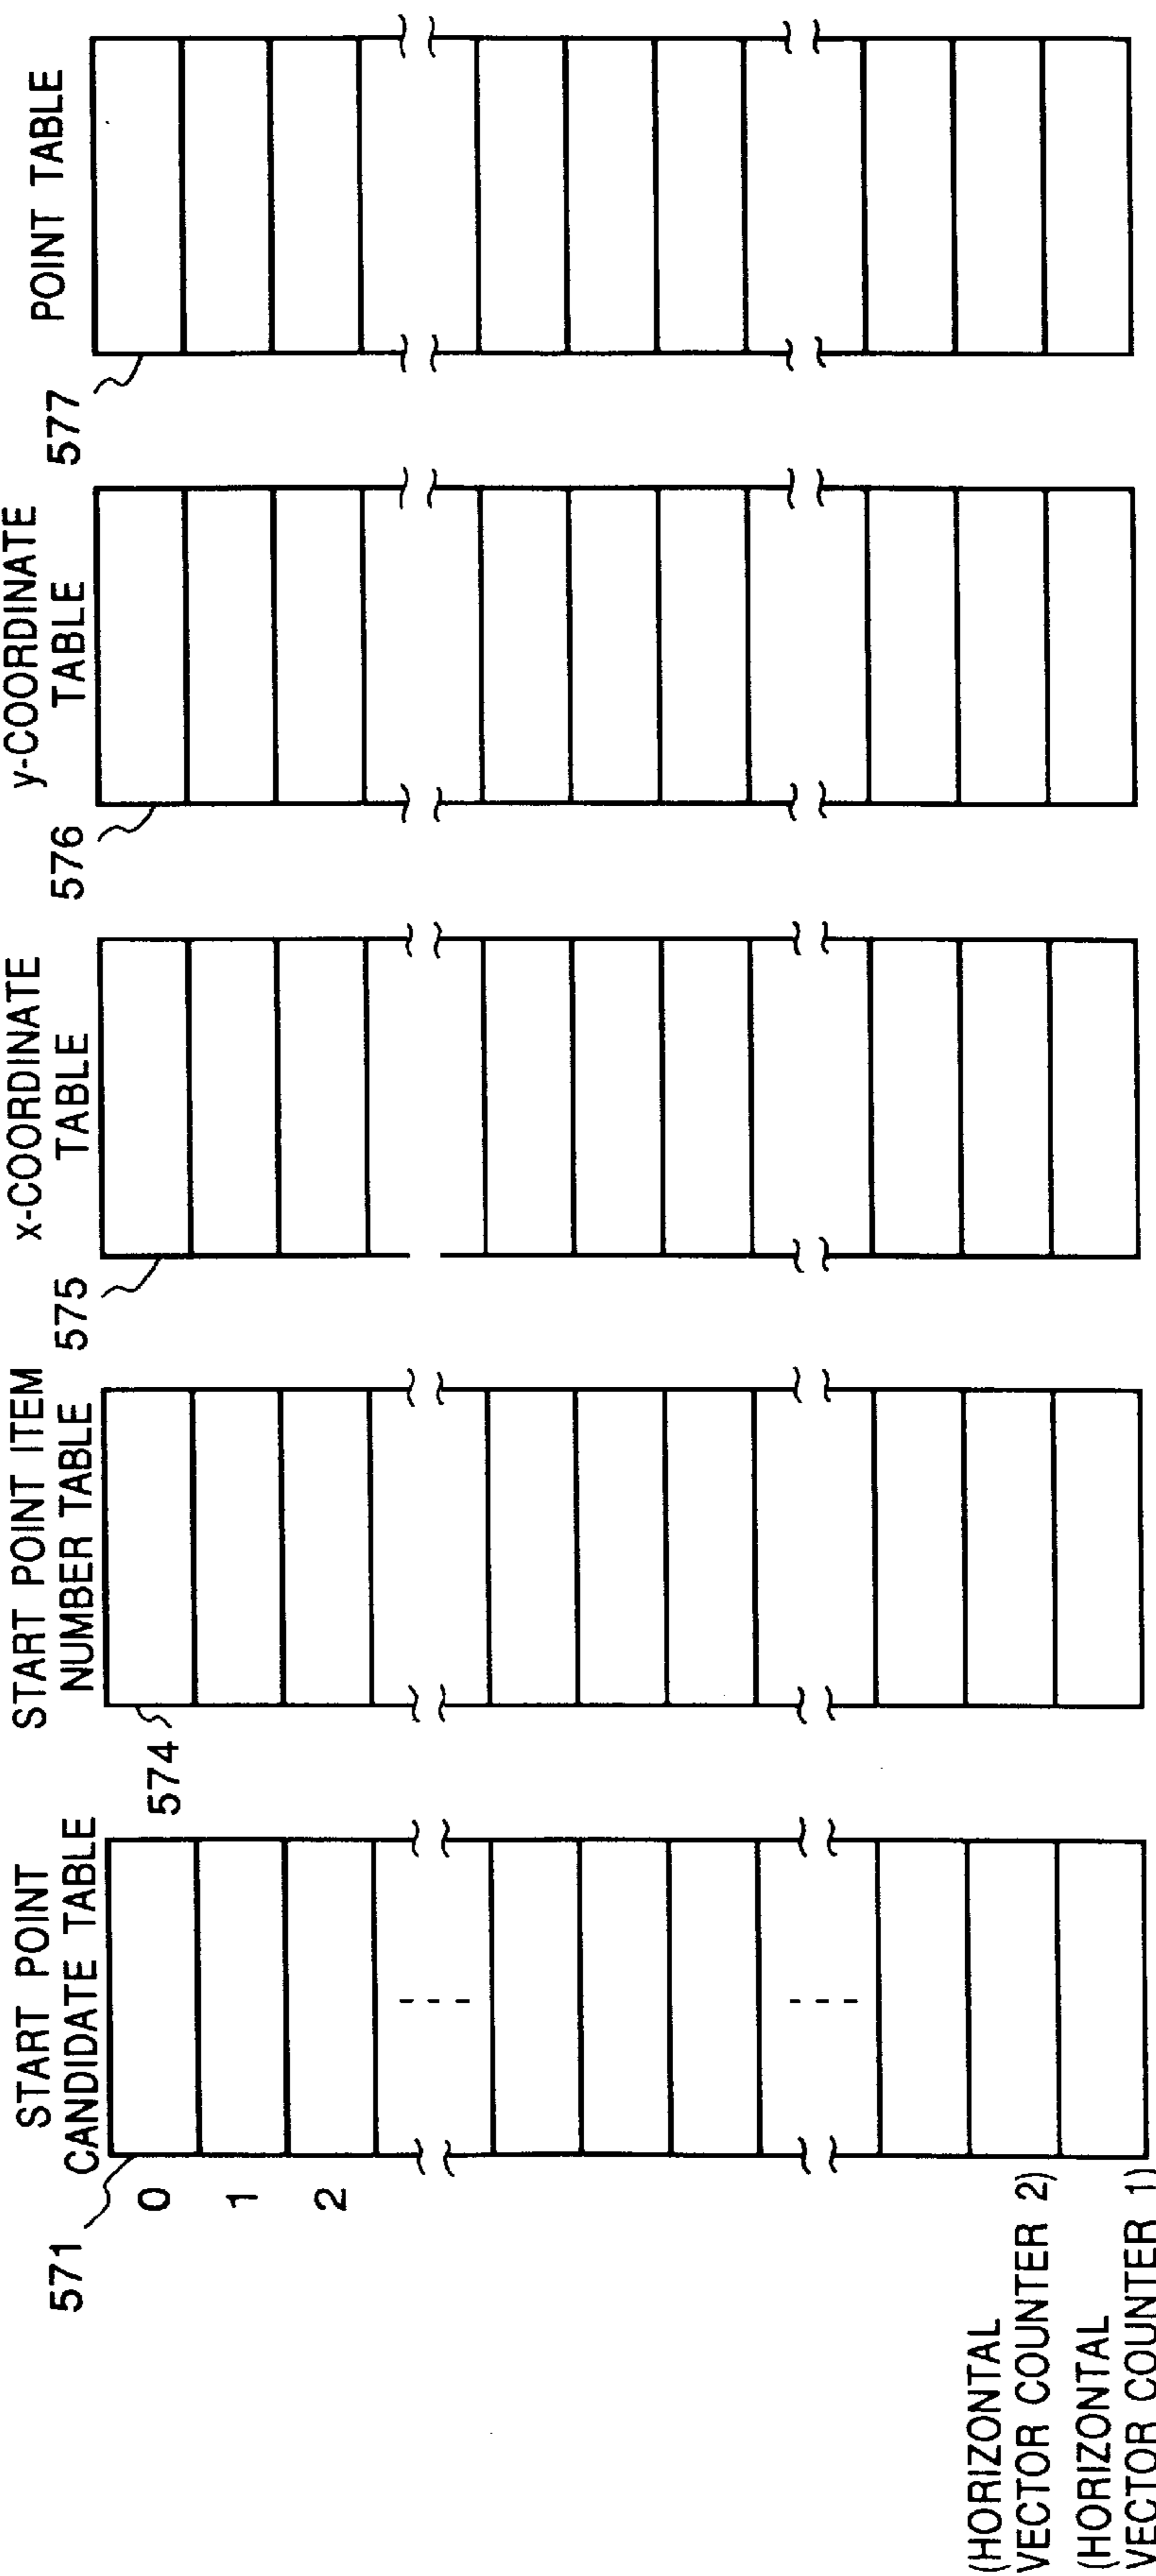 START POINT
CANDIDATE TABLE
START POINT ITEM
NUMBER TABLE
x-COORDINATE
TABLE
y-COORDINATE
TABLE
POINT TABLE
571
574
575
576
577
0
1
2
(HORIZONTAL
VECTOR COUNTER 2)
(HORIZONTAL
VECTOR COUNTER 1)